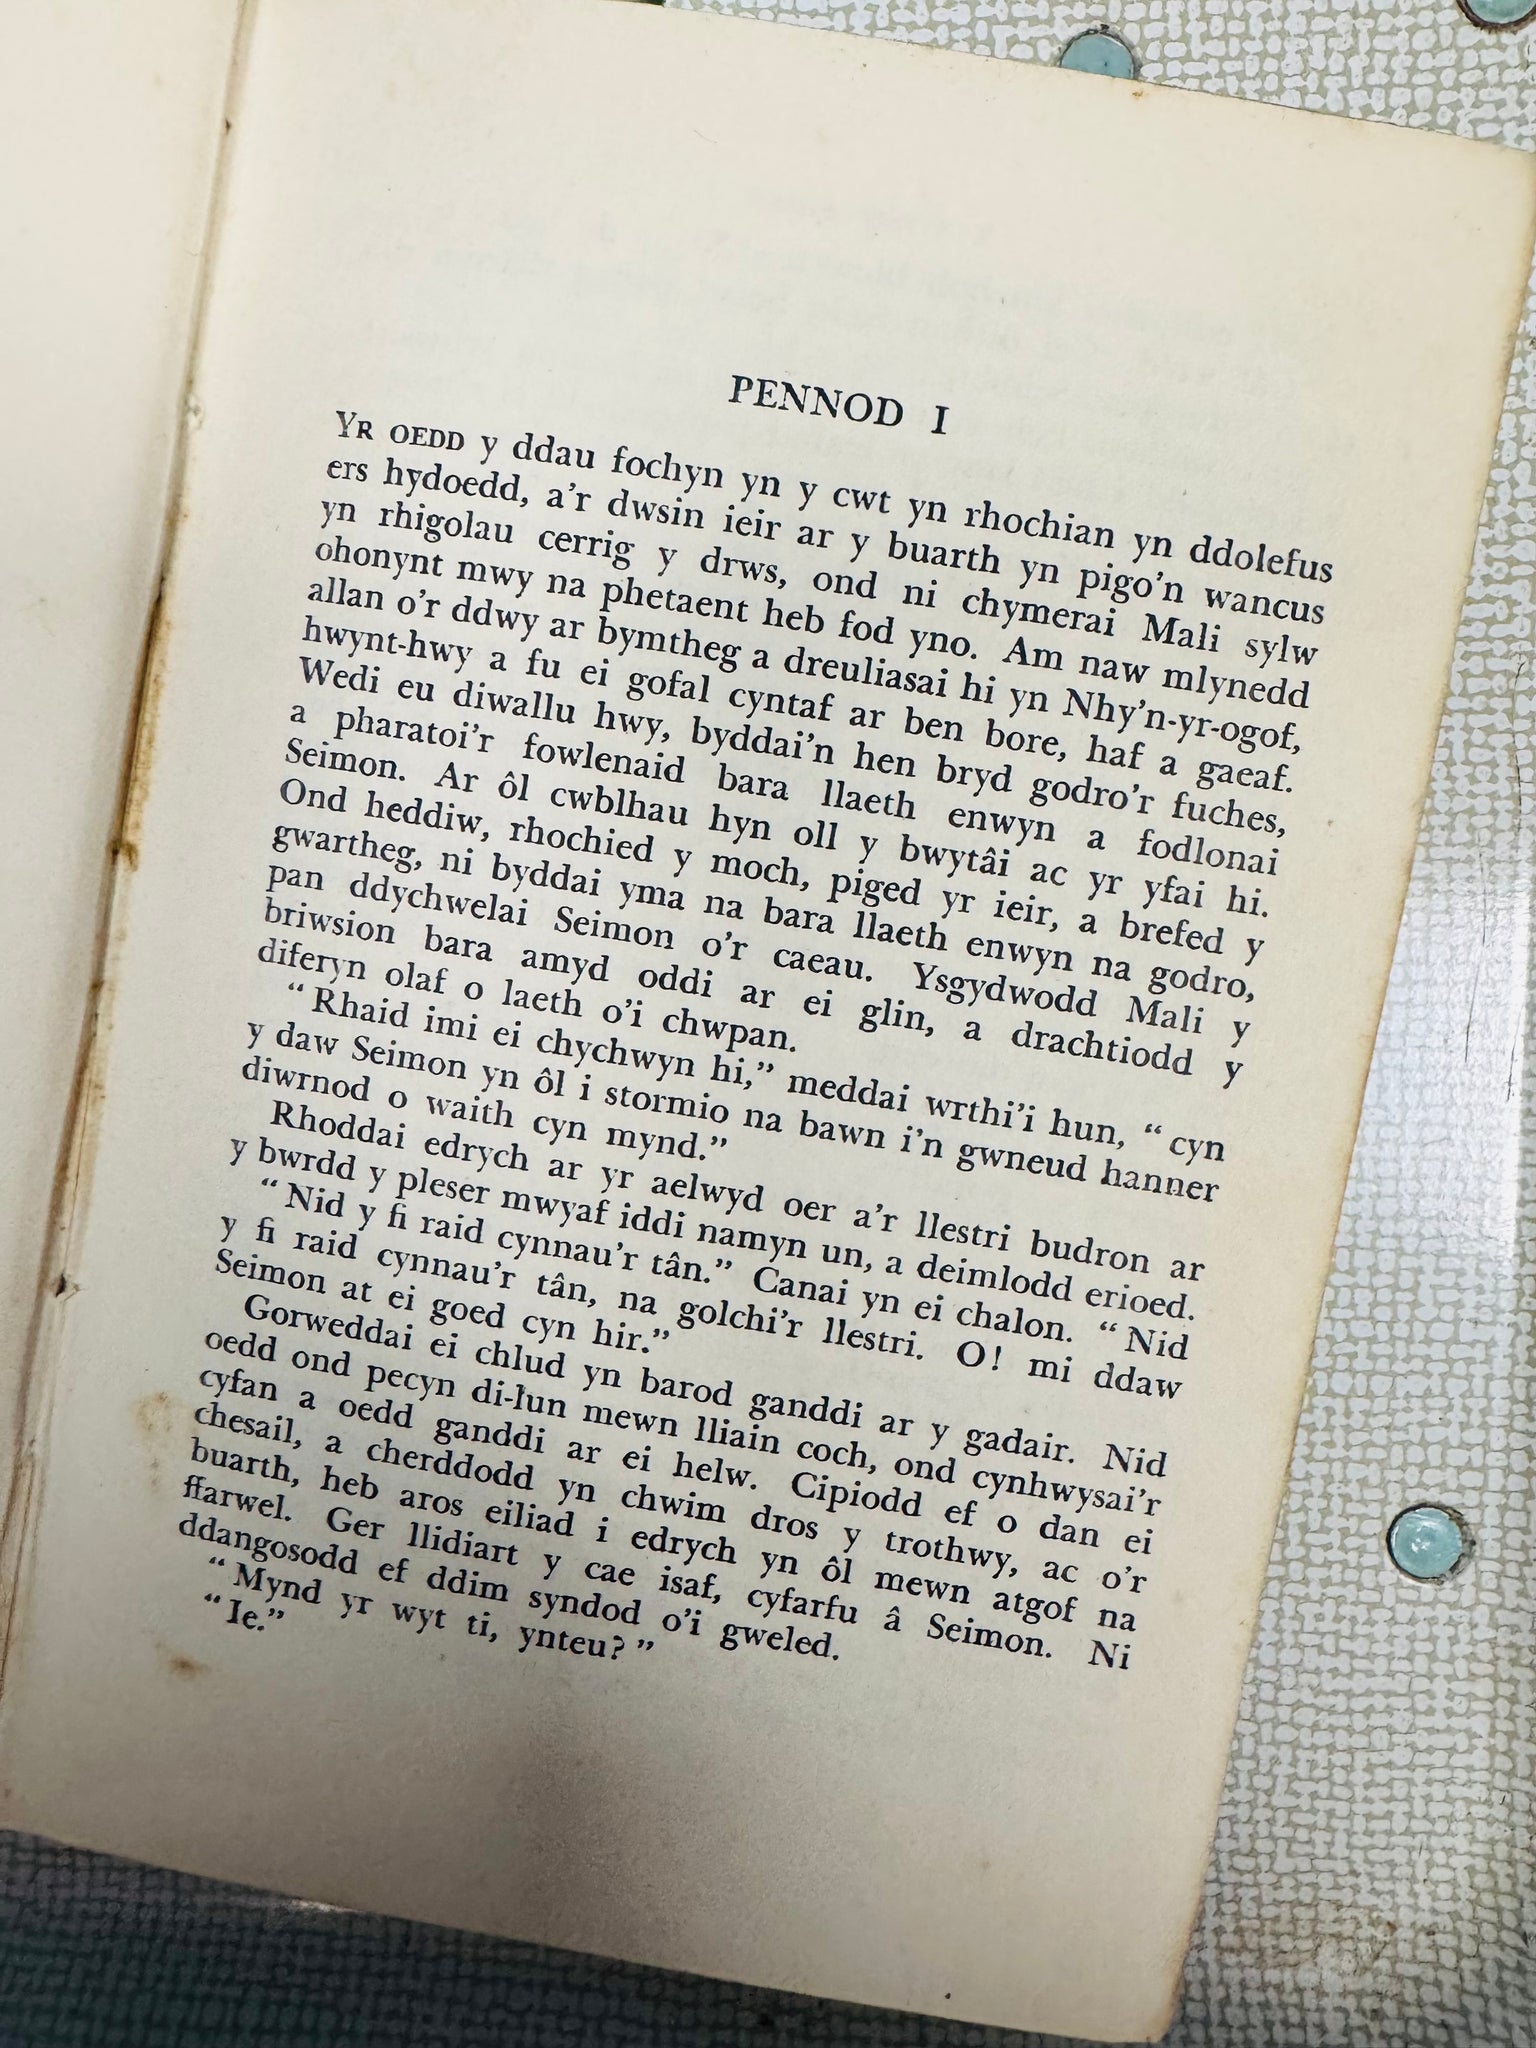 PENNOD I
YR OEDD y ddau fochyn yn y cwt yn rhochian yn ddolefus
ers hydoedd, a'r dwsin ieir ar y buarth yn pigo'n wancus
yn rhigolau cerrig y drws, ond ni chymerai Mali sylw
ohonynt mwy na phetaent heb fod yno. Am naw mlynedd
allan o'r ddwy ar bymtheg a dreuliasai hi yn Nhy'n-yr-ogof,
hwynt-hwy a fu ei gofal cyntaf ar ben bore, haf a gaeaf.
Wedi eu diwallu hwy, byddai'n hen bryd godro'r fuches,
a pharatoi'r fowlenaid bara llaeth enwyn a fodlonai
Seimon. Ar ôl cwblhau hyn oll y bwytâi ac yr yfai hi.
Ond heddiw, rhochied y moch, piged yr ieir, a brefed y
gwartheg, ni byddai yma na bara llaeth enwyn na godro,
pan ddychwelai Seimon o'r caeau. Ysgydwodd Mali y
briwsion bara amyd oddi ar ei glin, a drachtiodd y
diferyn olaf o laeth o'i chwpan.
“Rhaid imi ei chychwyn hi,” meddai wrthi'i hun, “cyn
y daw Seimon yn ôl i stormio na bawn i'n gwneud hanner
diwrnod o waith cyn mynd.”
Rhoddai edrych ar yr aelwyd oer a'r llestri budron ar
y bwrdd y pleser mwyaf iddi namyn un, a deimlodd erioed.
“Nid y fi raid cynnau'r tân.” Canai yn ei chalon. “Nid
y fi raid cynnau'r tân, na golchi'r llestri. O! mi ddaw
Seimon at ei goed cyn hir.”
Gorweddai ei chlud yn barod ganddi ar y gadair. Nid
oedd ond pecyn di-lun mewn lliain coch, ond cynhwysai'r
cyfan a oedd ganddi ar ei helw. Cipiodd ef o dan ei
chesail, a cherddodd yn chwim dros y trothwy, ac o'r
buarth, heb aros eiliad i edrych yn ôl mewn atgof na
ffarwel. Ger llidiart y cae isaf, cyfarfu â Seimon. Ni
ddangosodd ef ddim syndod o'i gweled.
“Mynd yr wyt ti, ynteu?”
“Ie.”